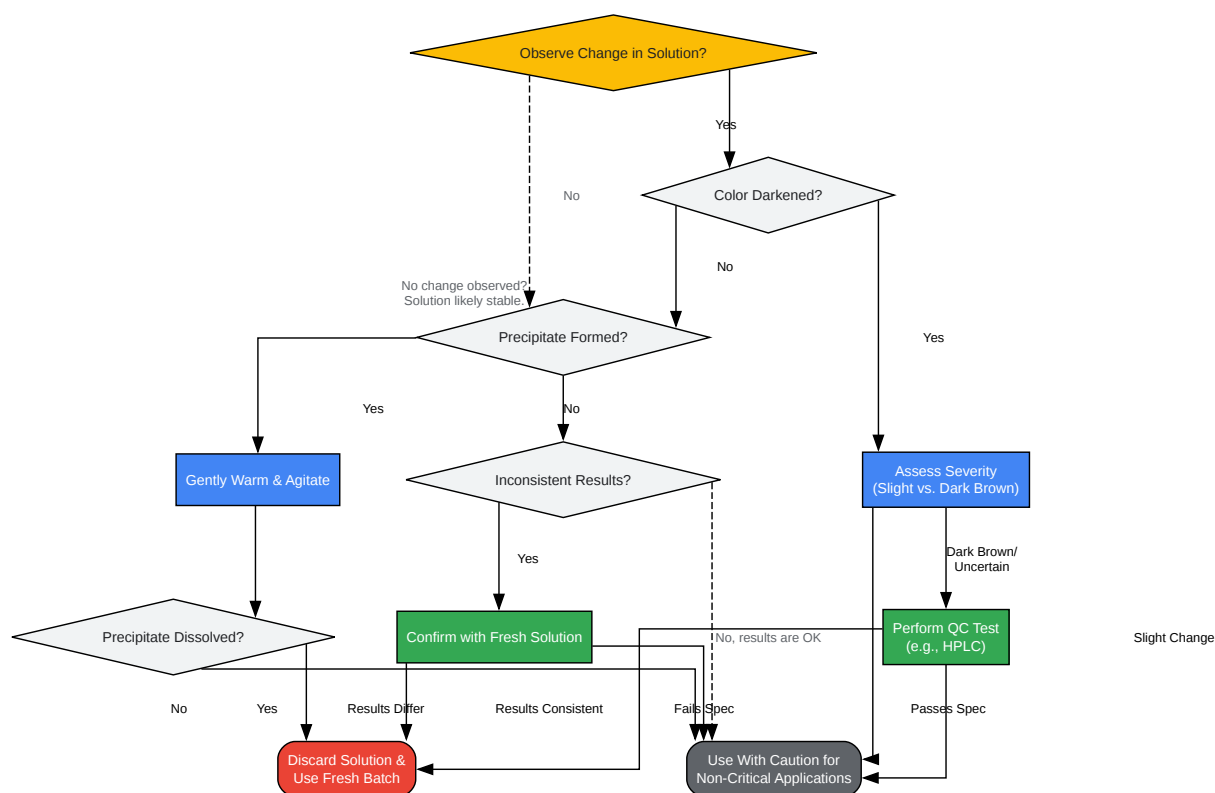 Observe Change in Solution?
Yes
Color Darkened?
No
No
No change observed?
Solution likely stable.
Precipitate Formed?
Yes
Yes
No
Gently Warm & Agitate
Inconsistent Results?
Assess Severity
(Slight vs. Dark Brown)
Yes
Dark Brown/
Uncertain
Precipitate Dissolved?
Confirm with Fresh Solution
No, results are OK
Perform QC Test
(e.g., HPLC)
Slight Change
No
Yes
Results Differ
Results Consistent
Fails Spec
Passes Spec
Discard Solution &
Use Fresh Batch
Use With Caution for
Non-Critical Applications